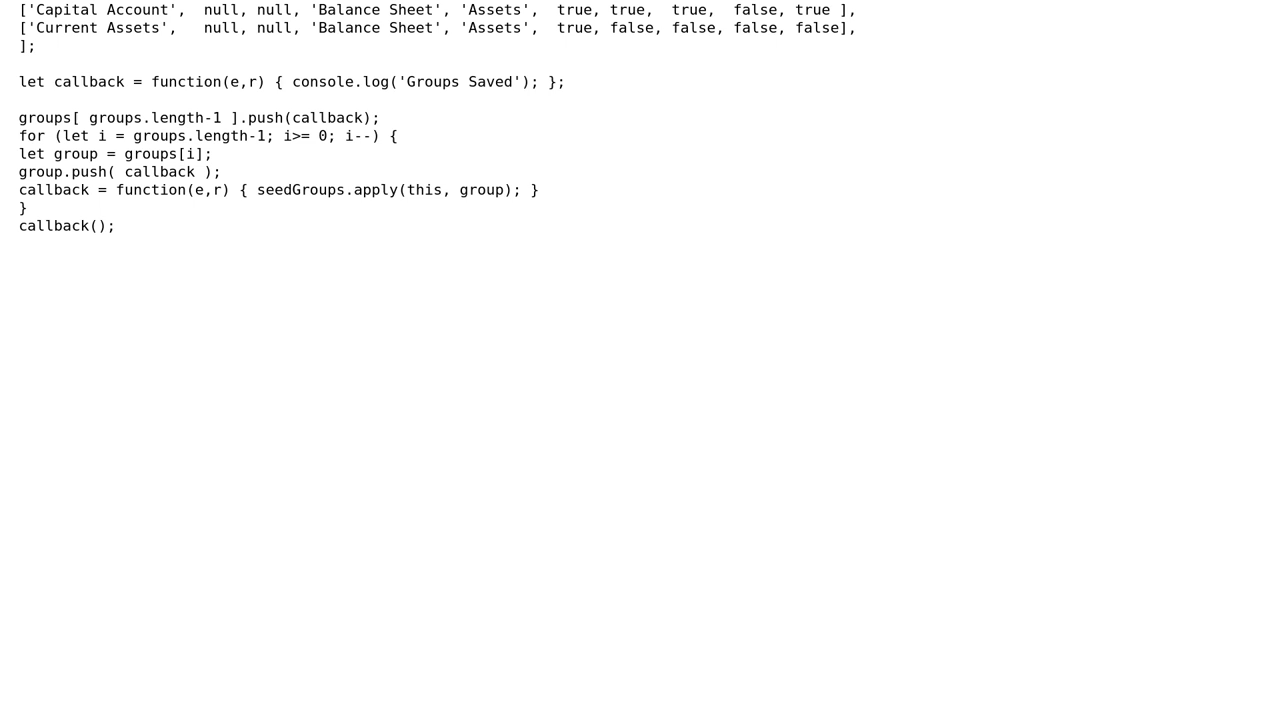 ['Capital Account',  null, null, 'Balance Sheet', 'Assets',  true, true,  true,  false, true ],
['Current Assets',   null, null, 'Balance Sheet', 'Assets',  true, false, false, false, false],
];
let callback = function(e,r) { console.log('Groups Saved'); };
groups[ groups.length-1 ].push(callback);
for (let i = groups.length-1; i>= 0; i--) {
let group = groups[i];
group.push( callback );
callback = function(e,r) { seedGroups.apply(this, group); }
}
callback();